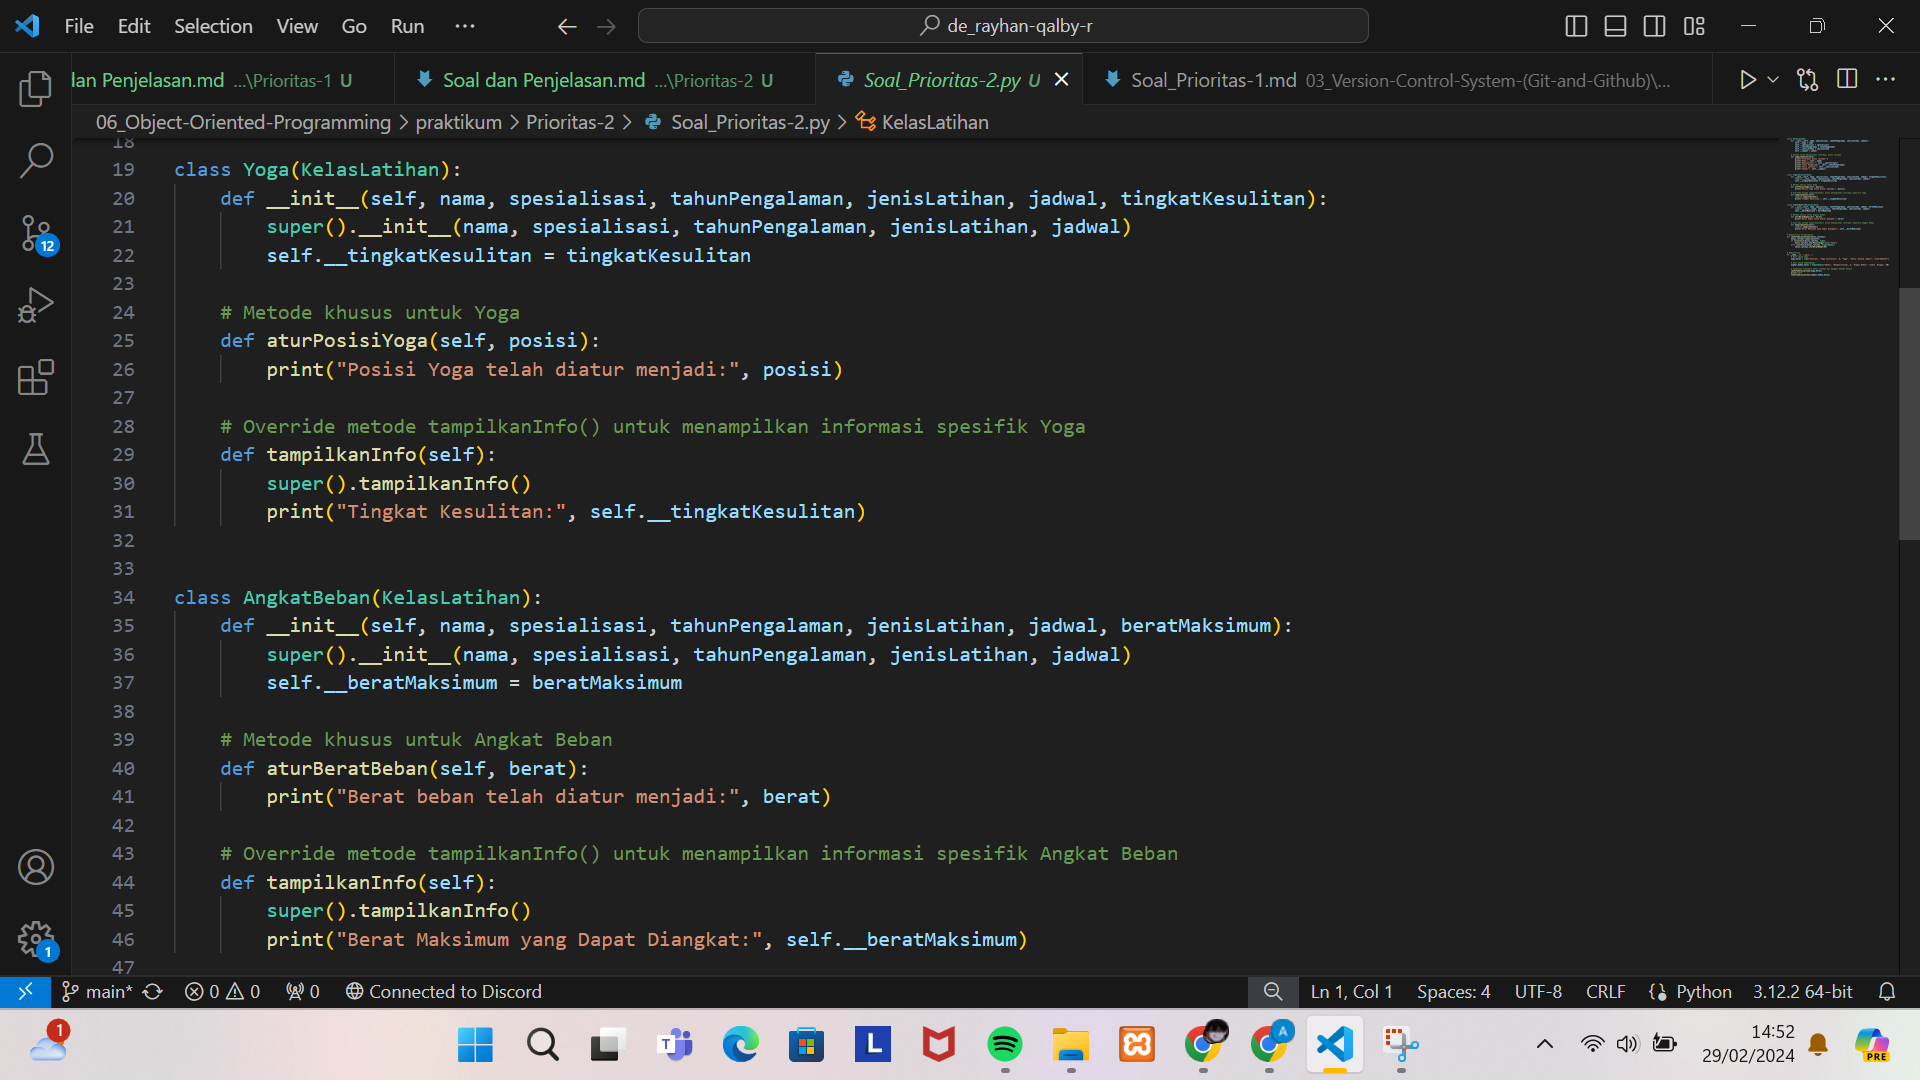 File Edit Selection View Go Run ··· de_rayhan-qalby-r
dan Penjelasan.md ...\Prioritas-1 U Soal dan Penjelasan.md ...\Prioritas-2 U Soal_Prioritas-2.py U Soal_Prioritas-1.md 03_Version-Control-System-(Git-and-Github)\...
06_Object-Oriented-Programming > praktikum > Prioritas-2 > Soal_Prioritas-2.py > KelasLatihan
18
19 class Yoga(KelasLatihan):
20 def __init__(self, nama, spesialisasi, tahunPengalaman, jenisLatihan, jadwal, tingkatKesulitan):
21 super().__init__(nama, spesialisasi, tahunPengalaman, jenisLatihan, jadwal)
22 self.__tingkatKesulitan = tingkatKesulitan
23
24 # Metode khusus untuk Yoga
25 def aturPosisiYoga(self, posisi):
26 print("Posisi Yoga telah diatur menjadi:", posisi)
27
28 # Override metode tampilkanInfo() untuk menampilkan informasi spesifik Yoga
29 def tampilkanInfo(self):
30 super().tampilkanInfo()
31 print("Tingkat Kesulitan:", self.__tingkatKesulitan)
32
33
34 class AngkatBeban(KelasLatihan):
35 def __init__(self, nama, spesialisasi, tahunPengalaman, jenisLatihan, jadwal, beratMaksimum):
36 super().__init__(nama, spesialisasi, tahunPengalaman, jenisLatihan, jadwal)
37 self.__beratMaksimum = beratMaksimum
38
39 # Metode khusus untuk Angkat Beban
40 def aturBeratBeban(self, berat):
41 print("Berat beban telah diatur menjadi:", berat)
42
43 # Override metode tampilkanInfo() untuk menampilkan informasi spesifik Angkat Beban
44 def tampilkanInfo(self):
45 super().tampilkanInfo()
46 print("Berat Maksimum yang Dapat Diangkat:", self.__beratMaksimum)
47
12
1
main* 0 0 0 Connected to Discord Ln 1, Col 1 Spaces: 4 UTF-8 CRLF Python 3.12.2 64-bit
1 T L A 14:52
29/02/2024
PRE